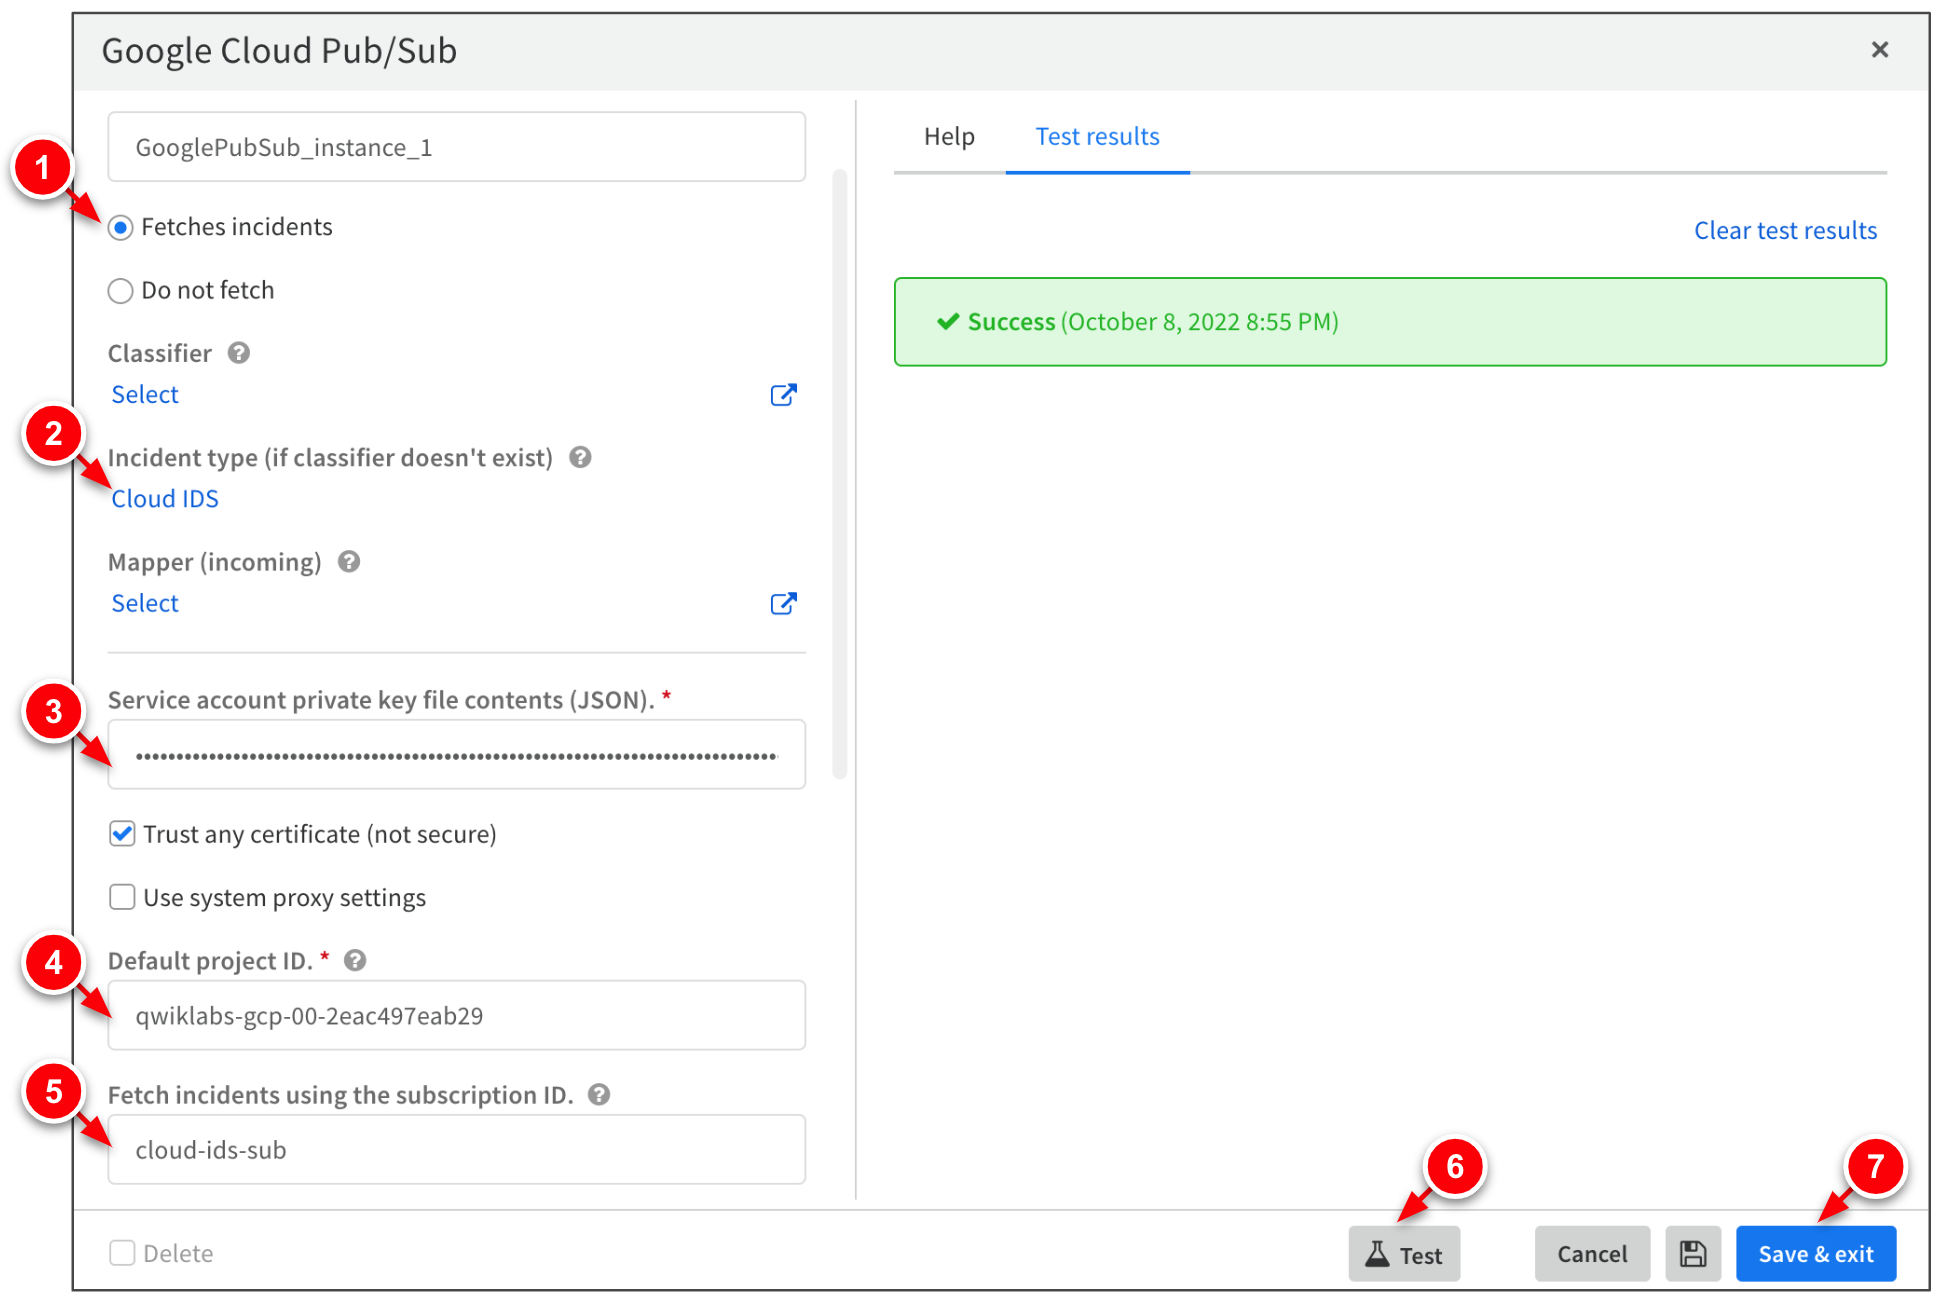 Google Cloud Pub/Sub
×
GooglePubSub_instance_1
1
Fetches incidents
Do not fetch
Classifier ?
Select
2
Incident type (if classifier doesn't exist) ?
Cloud IDS
Mapper (incoming) ?
Select
3
Service account private key file contents (JSON). *
Trust any certificate (not secure)
Use system proxy settings
4
Default project ID. * ?
qwiklabs-gcp-00-2eac497eab29
5
Fetch incidents using the subscription ID. ?
cloud-ids-sub
Help Test results
Clear test results
Success (October 8, 2022 8:55 PM)
6
7
Delete
Test
Cancel
Save & exit